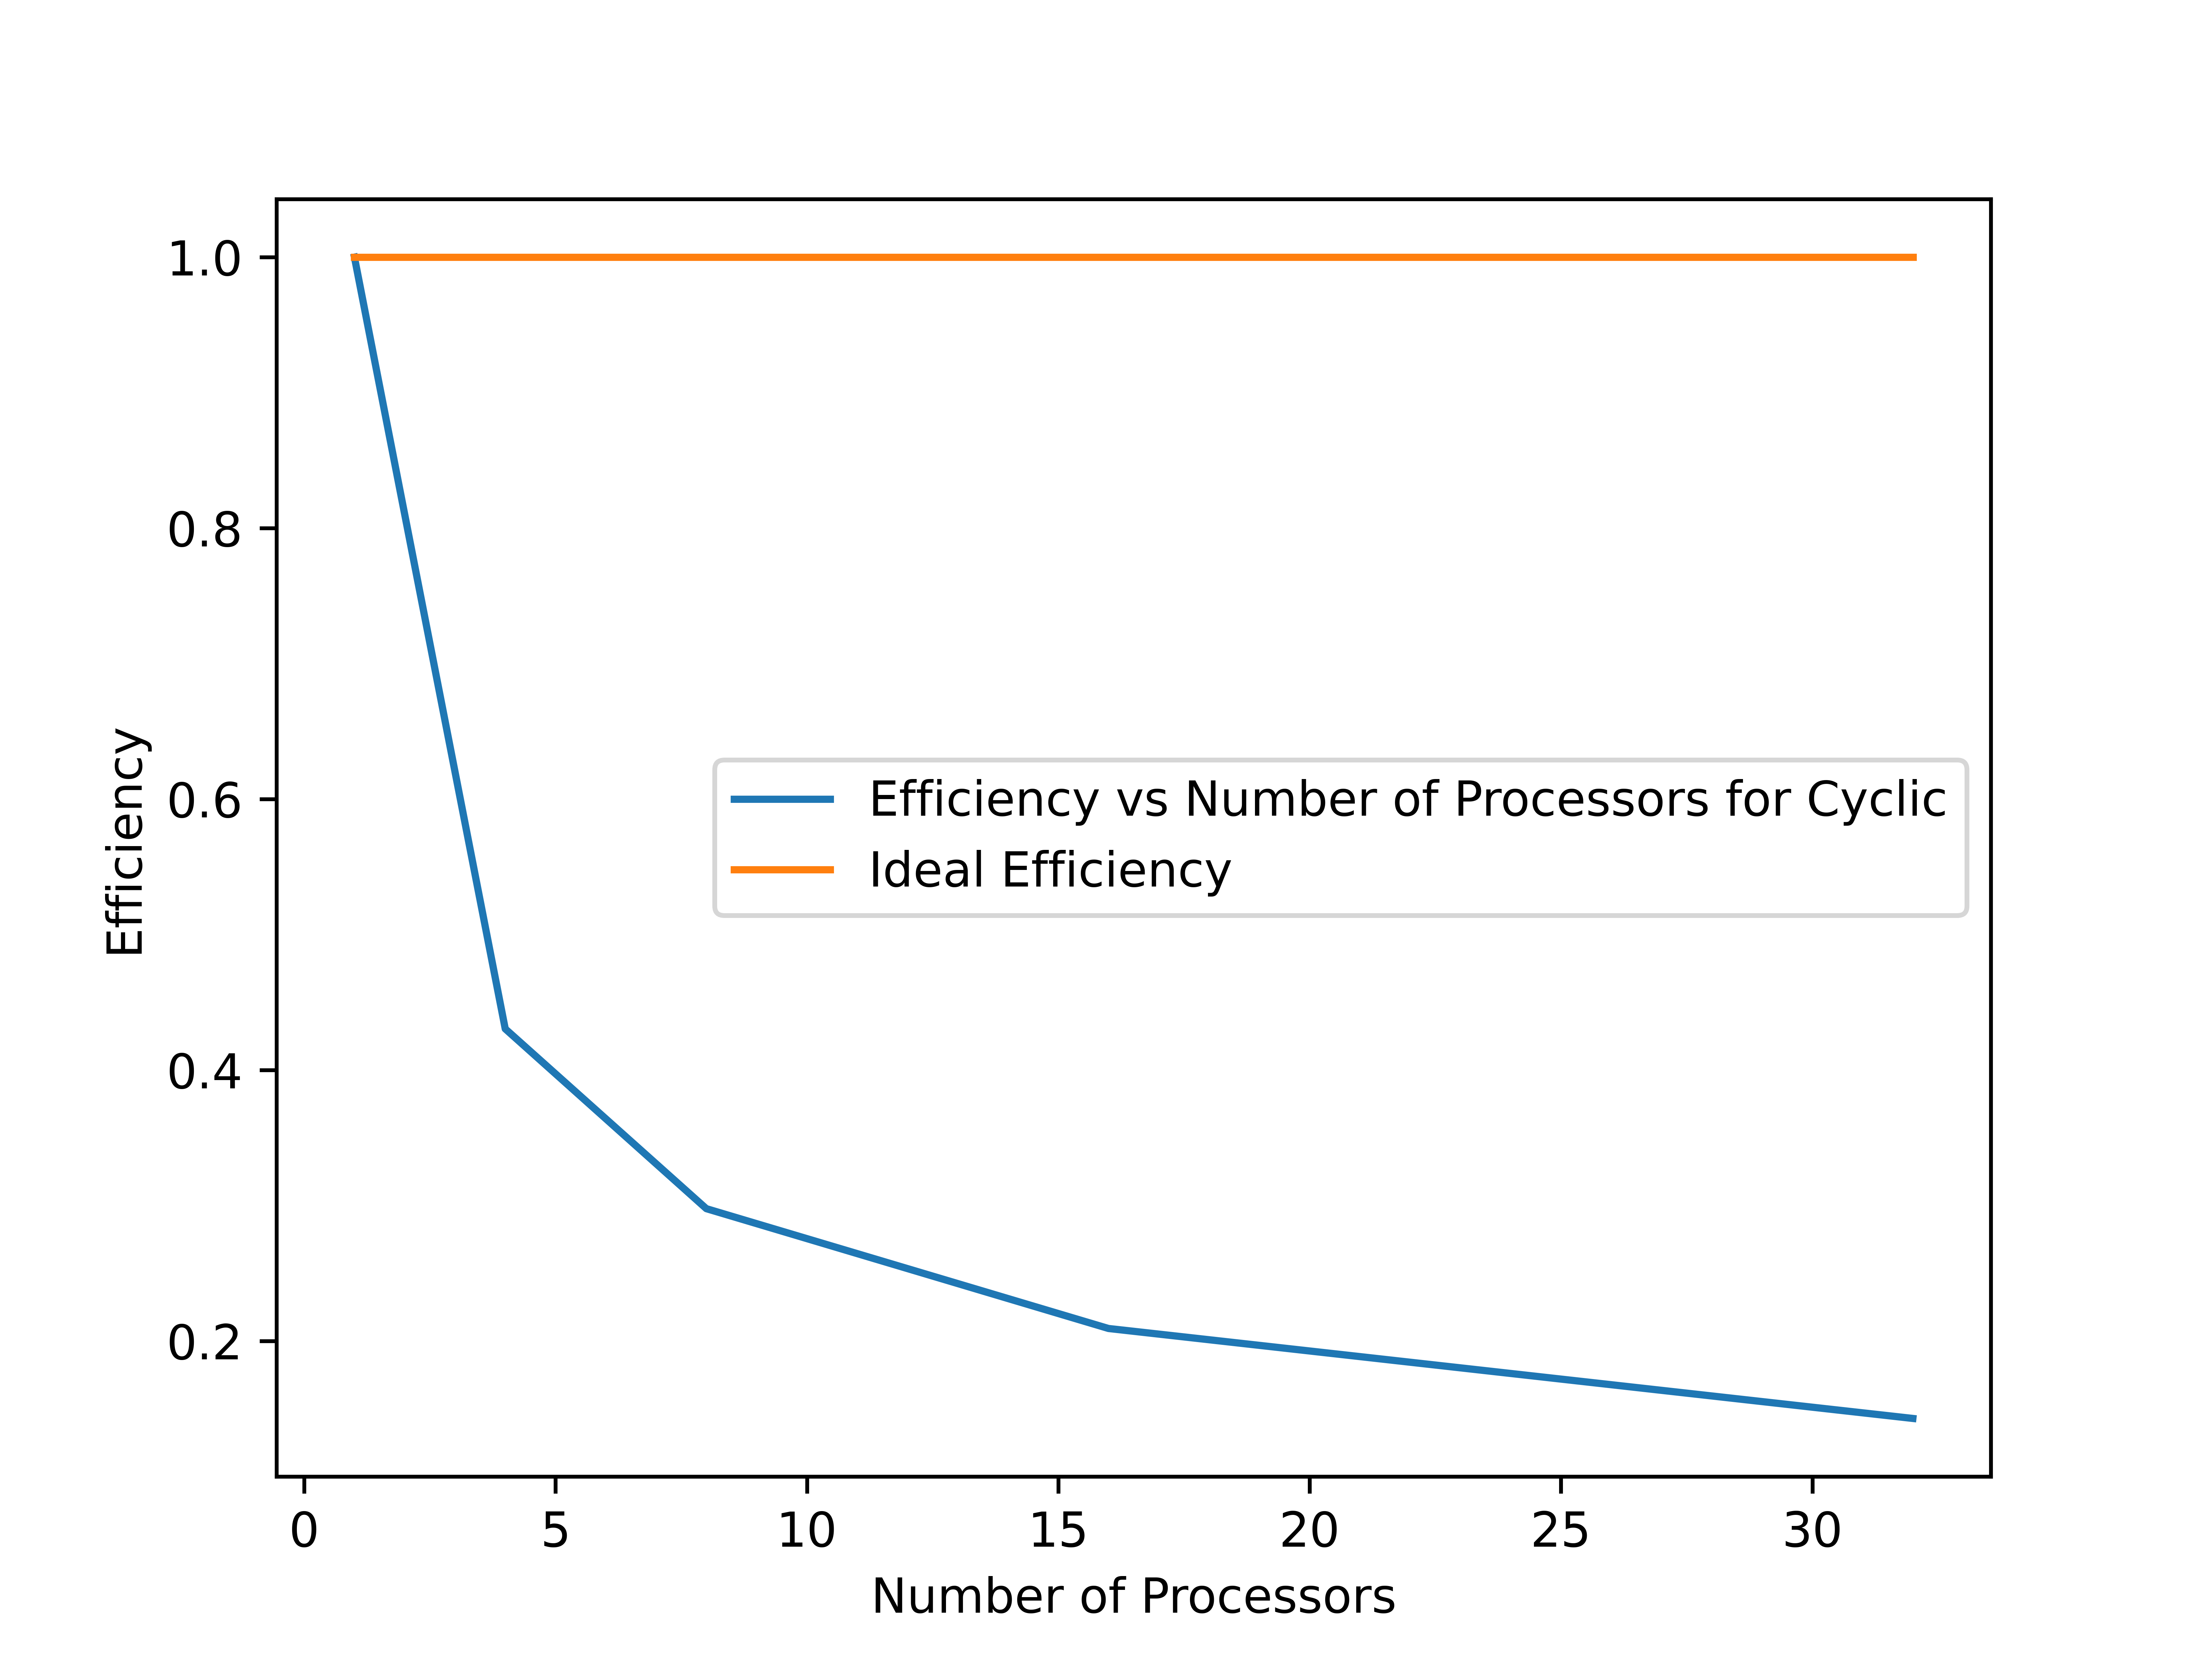 1.0
0.8
0.6
0.4
0.2
Efficiency
Efficiency vs Number of Processors for Cyclic
Ideal Efficiency
0 5 10 15 20 25 30
Number of Processors